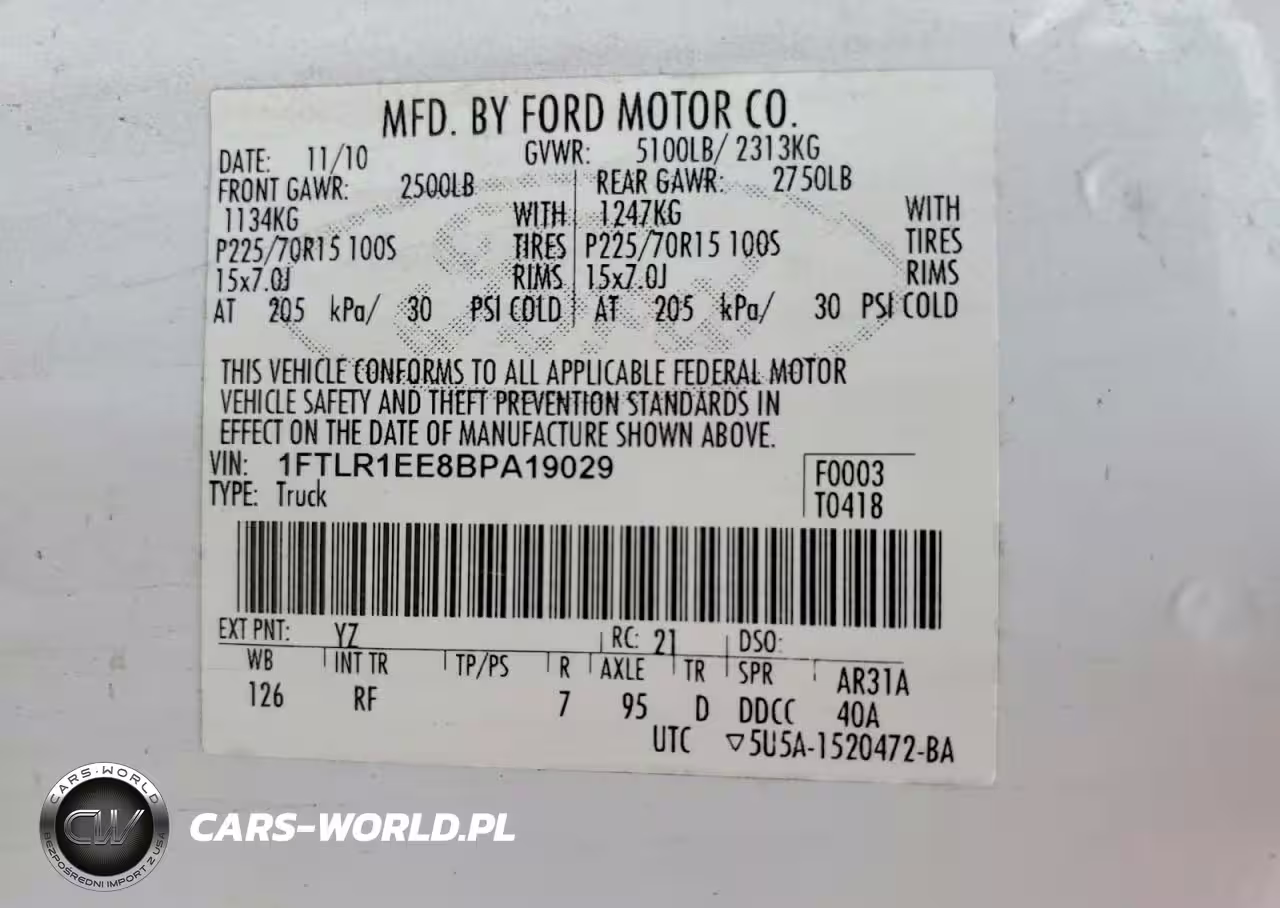 MFD. BY FORD MOTOR CO.
DATE: 11/10 GVWR: 5100LB/ 2313KG
FRONT GAWR: 2500LB REAR GAWR: 2750LB
1134KG WITH 1247KG WITH
P225/70R15 100S TIRES P225/70R15 100S TIRES
15x7.0J RIMS 15x7.0J RIMS
AT 205 kPa/ 30 PSI COLD AT 205 kPa/ 30 PSI COLD
THIS VEHICLE CONFORMS TO ALL APPLICABLE FEDERAL MOTOR
VEHICLE SAFETY AND THEFT PREVENTION STANDARDS IN
EFFECT ON THE DATE OF MANUFACTURE SHOWN ABOVE.
VIN: 1FTLR1EE8BPA19029 F0003
TYPE: Truck T0418
EXT PNT: YZ RC: 21 DSO:
WB INT TR TP/PS R AXLE TR SPR AR31A
126 RF 7 95 D DDCC 40A
UTC ▽5U5A-1520472-BA
CARS-WORLD
CW
BEZPOŚREDNI IMPORT Z USA
CARS-WORLD.PL